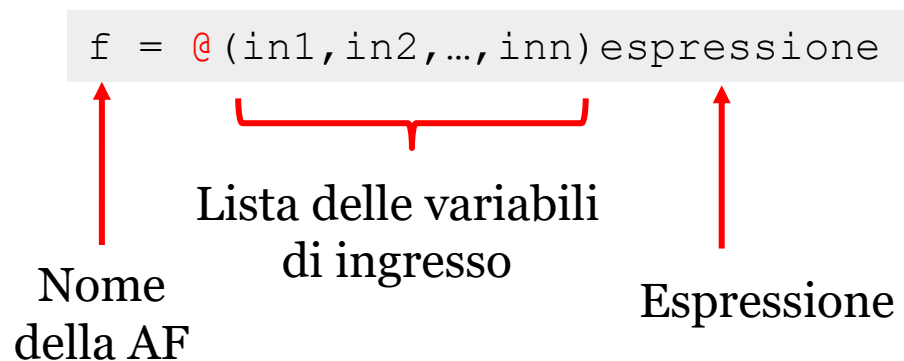 f = @(in1,in2,…,inn)espressione
Lista delle variabili
di ingresso
Nome
della AF
Espressione